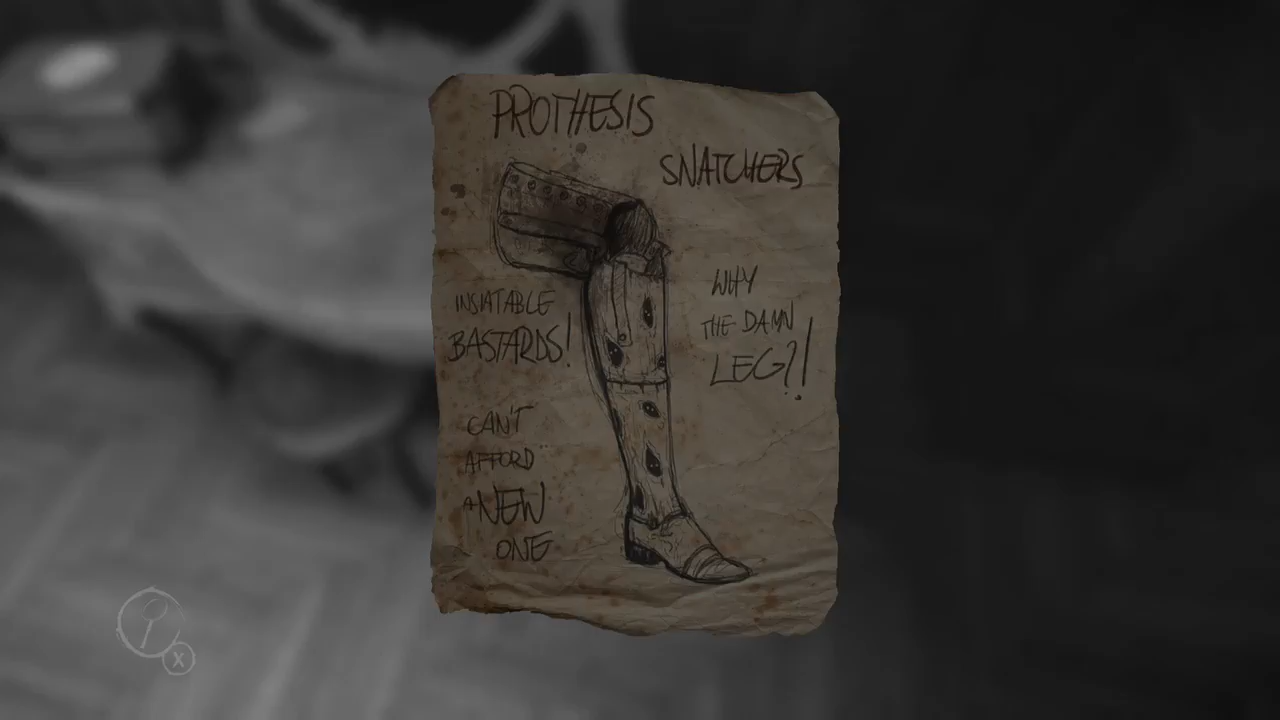 PROTHESIS
SNATCHERS
INSIATABLE
BASTARDS!
WHY
THE DAMN
LEG?!
CAN'T
AFFORD
A NEW
ONE
X